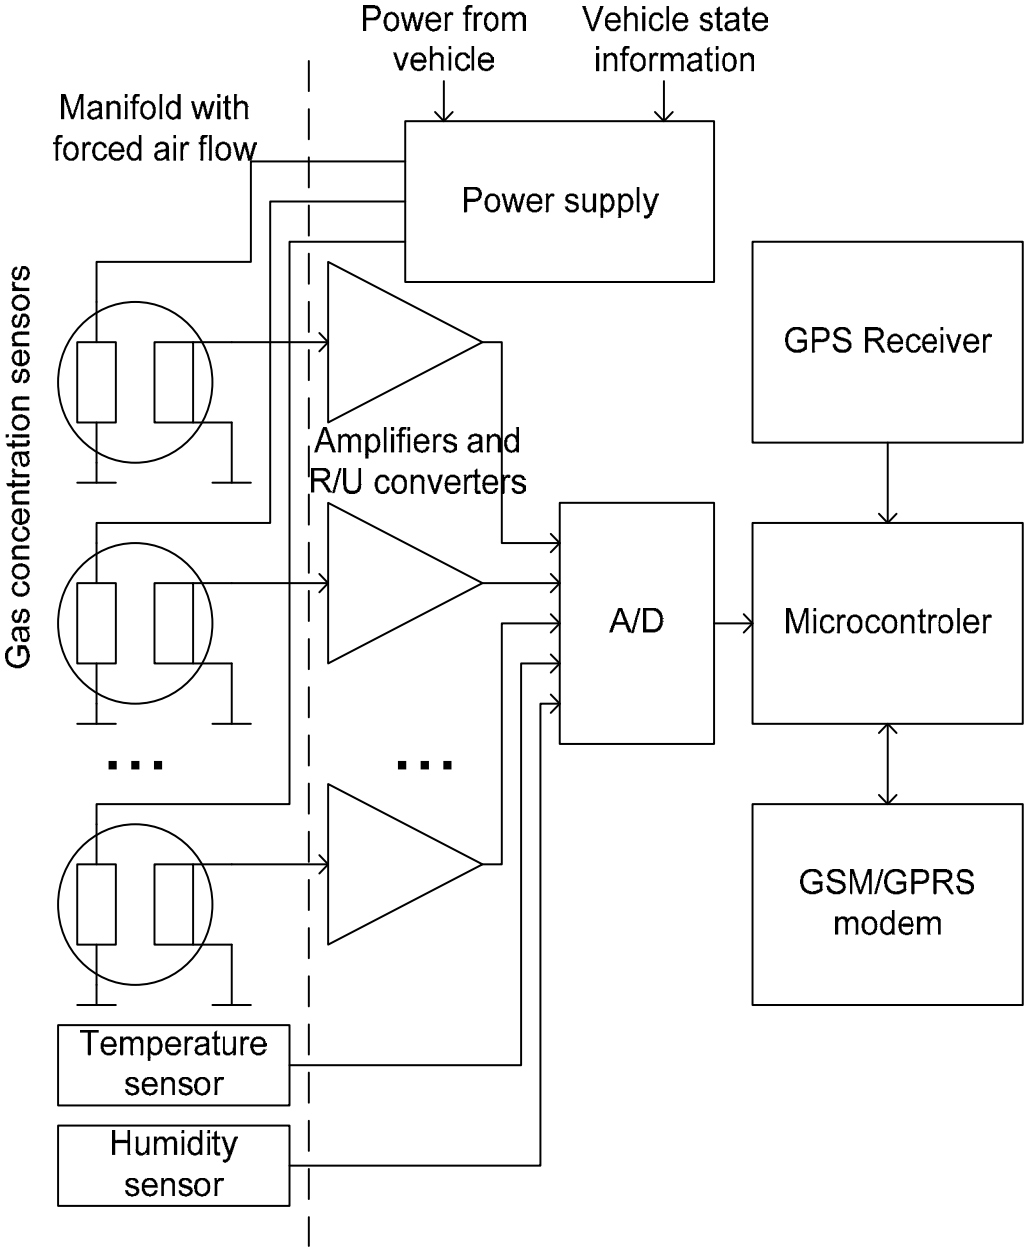 Power from
vehicle
Vehicle state
information
Manifold with
forced air flow
Power supply
Gas concentration sensors
GPS Receiver
Amplifiers and
R/U converters
A/D
Microcontroler
...
...
GSM/GPRS
modem
Temperature
sensor
Humidity
sensor